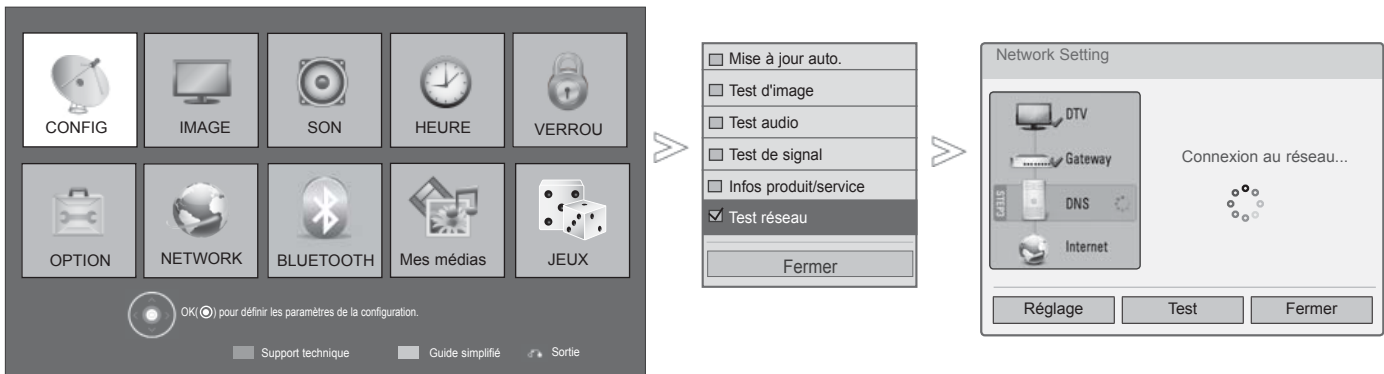 CONFIG
IMAGE
SON
HEURE
VERROU
OPTION
NETWORK
BLUETOOTH
Mes médias
JEUX
OK(◉) pour définir les paramètres de la configuration.
Support technique
Guide simplifié
Sortie
Mise à jour auto.
Test d'image
Test audio
Test de signal
Infos produit/service
Test réseau
Fermer
Network Setting
DTV
Gateway
STEP3
DNS
Internet
Connexion au réseau...
Réglage
Test
Fermer